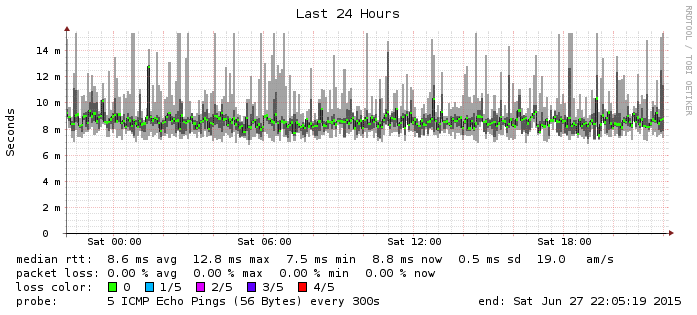 Last 24 Hours
RRDTOOL / TOBI OETIKER
Seconds
14 m
12 m
10 m
8 m
6 m
4 m
2 m
0
Sat 00:00 Sat 06:00 Sat 12:00 Sat 18:00
median rtt: 8.6 ms avg 12.8 ms max 7.5 ms min 8.8 ms now 0.5 ms sd 19.0 am/s
packet loss: 0.00 % avg 0.00 % max 0.00 % min 0.00 % now
loss color: 0 1/5 2/5 3/5 4/5
probe: 5 ICMP Echo Pings (56 Bytes) every 300s end: Sat Jun 27 22:05:19 2015